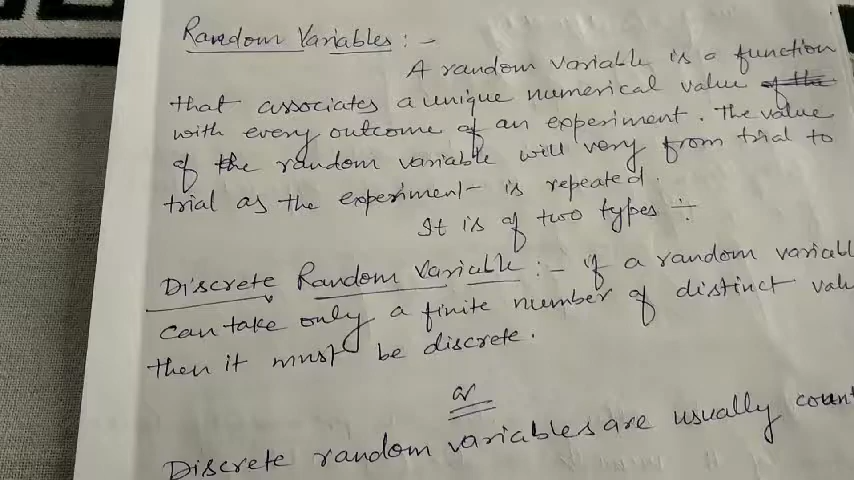 Random Variables : -
A random variable is a function
that associates a unique numerical value of the
with every outcome of an experiment. The value
of the random variable will vary from trial to
trial as the experiment is repeated.
It is of two types :-
Discrete Random Variable :- if a random variabl
can take only a finite number of distinct valu
then it must be discrete.
or
Discrete random variables are usually count